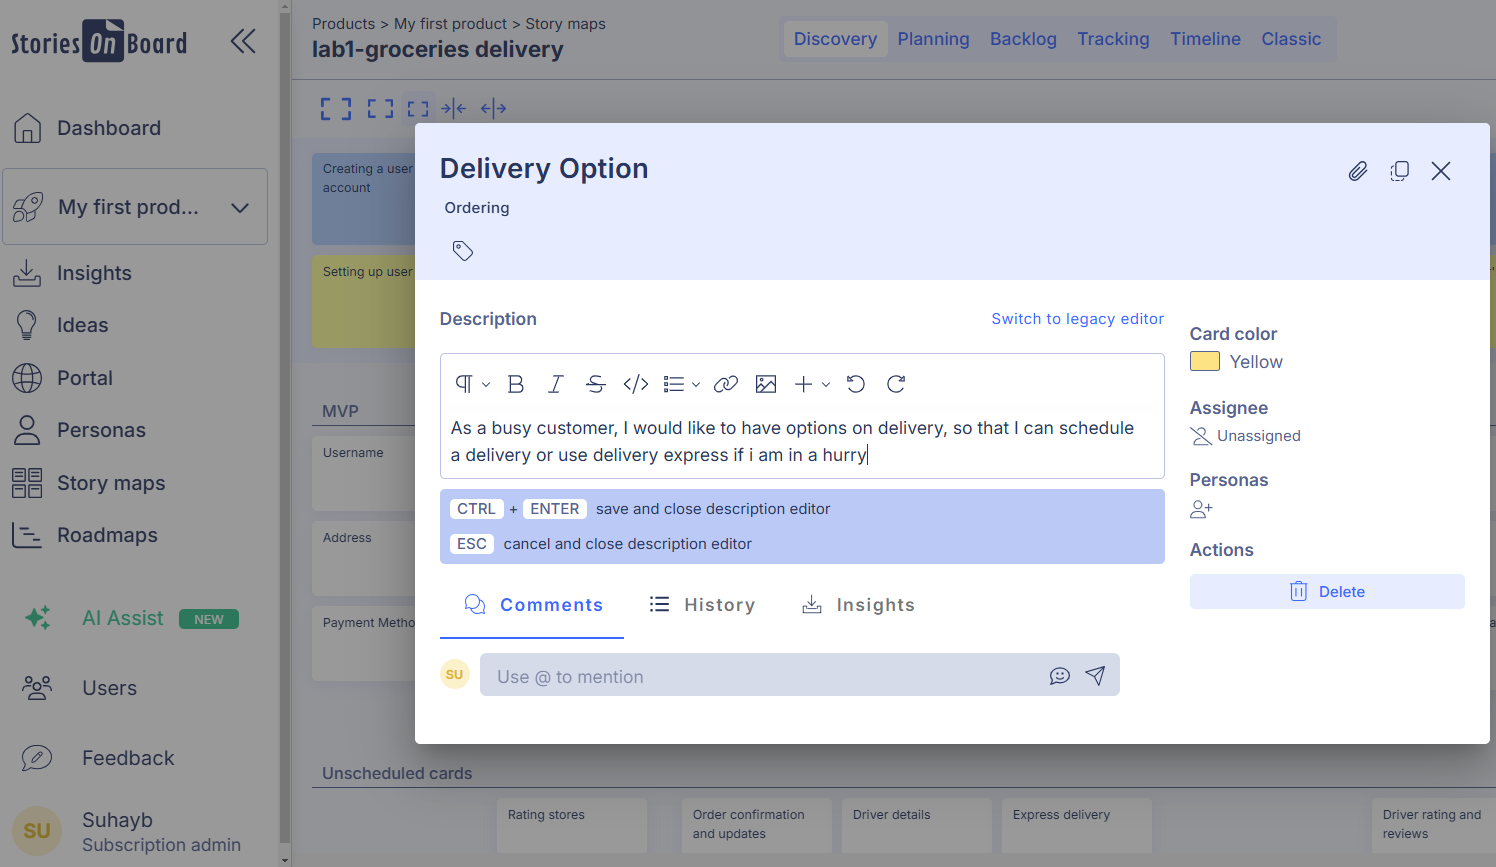 Stories On Board
Products > My first product > Story maps
lab1-groceries delivery
Discovery
Planning
Backlog
Tracking
Timeline
Classic
Dashboard
My first prod...
Insights
Ideas
Portal
Personas
Story maps
Roadmaps
AI Assist
NEW
Users
Feedback
SU
Suhayb
Subscription admin
Creating a user
account
Setting up user
MVP
Username
Address
Payment Metho
Delivery Option
Ordering
Description
Switch to legacy editor
As a busy customer, I would like to have options on delivery, so that I can schedule
a delivery or use delivery express if i am in a hurry
CTRL + ENTER save and close description editor
ESC cancel and close description editor
Comments
History
Insights
SU
Use @ to mention
Card color
Yellow
Assignee
Unassigned
Personas
Actions
Delete
Unscheduled cards
Rating stores
Order confirmation
and updates
Driver details
Express delivery
Driver rating and
reviews